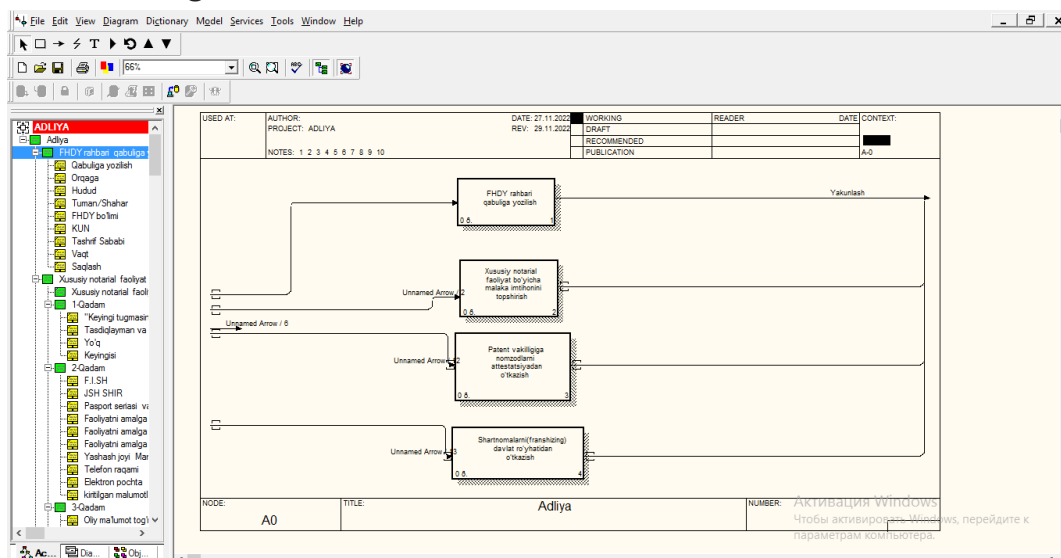 File Edit View Diagram Dictionary Model Services Tools Window Help
66%
ADLIYA
Adliya
FHDY rahbari qabuliga
Qabuliga yozilish
Orqaga
Hudud
Tuman/Shahar
FHDY bo'limi
KUN
Tashrif Sababi
Vaqt
Saqlash
Xususiy notarial faoliyat
Xususiy notarial faoli
1-Qadam
"Keyingi tugmasir
Tasdiqlayman va
Yo'q
Keyingisi
2-Qadam
F.I.SH
JSH SHIR
Pasport seriasi va
Faoliyatni amalga
Faoliyatni amalga
Faoliyatni amalga
Yashash joyi Mar
Telefon raqami
Elektron pochta
kiritilgan malumotl
3-Qadam
Oliy ma'lumot tog'i
Ac... Dia... Obj...
USED AT: AUTHOR: DATE: 27.11.2022 WORKING READER DATE CONTEXT:
PROJECT: ADLIYA REV: 29.11.2022 DRAFT
RECOMMENDED
NOTES: 1 2 3 4 5 6 7 8 9 10 PUBLICATION A-0
FHDY rahbari
qabuliga yozilish
0 б. 1
Yakunlash
Xususiy notarial
faoliyat bo'yicha
malaka imtihonini
topshirish
0 б. 2
Unnamed Arrow / 2
Unnamed Arrow / 6
Patent vakilligiga
nomzodlarni
attestatsiyadan
o'tkazish
0 б. 3
Unnamed Arrow / 12
Shartnomalarni(franshizing)
davlat ro'yhatidan
o'tkazish
0 б. 4
Unnamed Arrow / 13
NODE: TITLE: NUMBER:
A0 Adliya
Активация Windows
Чтобы активировать Windows, перейдите к
параметрам компьютера.